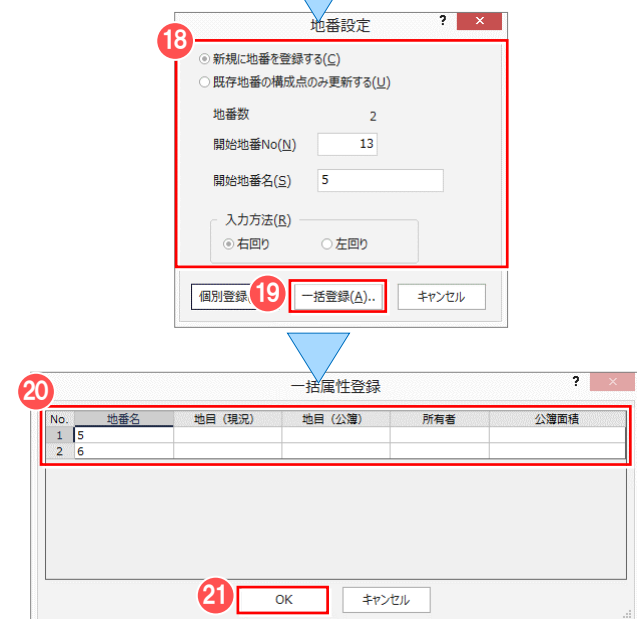 地番設定 ? ×
18
新規に地番を登録する(C)
既存地番の構成点のみ更新する(U)
地番数 2
開始地番No(N) 13
開始地番名(S) 5
入力方法(R)
右回り 左回り
個別登録 19 一括登録(A).. キャンセル
20 一括属性登録 ? ×
No. 地番名 地目（現況） 地目（公簿） 所有者 公簿面積
1 5
2 6
21 OK キャンセル